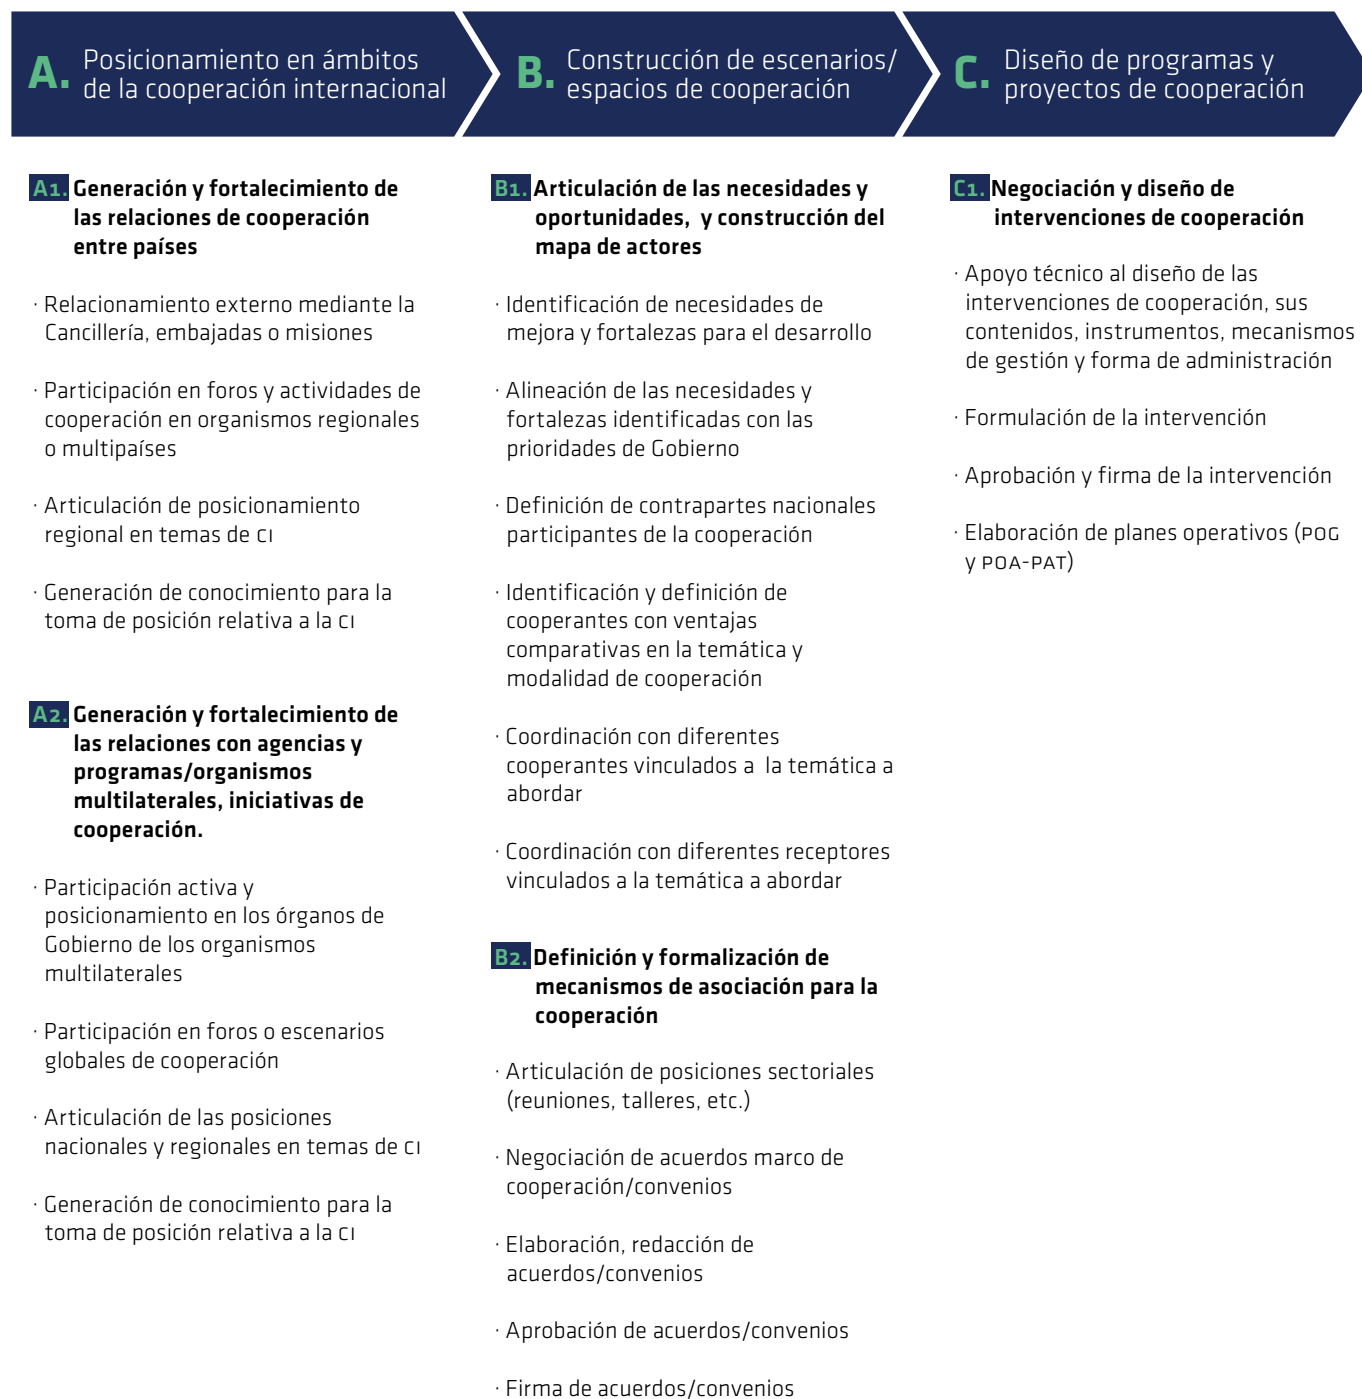 A. Posicionamiento en ámbitos
de la cooperación internacional
B. Construcción de escenarios/
espacios de cooperación
C. Diseño de programas y
proyectos de cooperación
A1. Generación y fortalecimiento de
las relaciones de cooperación
entre países
· Relacionamiento externo mediante la
Cancillería, embajadas o misiones
· Participación en foros y actividades de
cooperación en organismos regionales
o multipaíses
· Articulación de posicionamiento
regional en temas de CI
· Generación de conocimiento para la
toma de posición relativa a la CI
A2. Generación y fortalecimiento de
las relaciones con agencias y
programas/organismos
multilaterales, iniciativas de
cooperación.
· Participación activa y
posicionamiento en los órganos de
Gobierno de los organismos
multilaterales
· Participación en foros o escenarios
globales de cooperación
· Articulación de las posiciones
nacionales y regionales en temas de CI
· Generación de conocimiento para la
toma de posición relativa a la CI
B1. Articulación de las necesidades y
oportunidades, y construcción del
mapa de actores
· Identificación de necesidades de
mejora y fortalezas para el desarrollo
· Alineación de las necesidades y
fortalezas identificadas con las
prioridades de Gobierno
· Definición de contrapartes nacionales
participantes de la cooperación
· Identificación y definición de
cooperantes con ventajas
comparativas en la temática y
modalidad de cooperación
· Coordinación con diferentes
cooperantes vinculados a la temática a
abordar
· Coordinación con diferentes receptores
vinculados a la temática a abordar
B2. Definición y formalización de
mecanismos de asociación para la
cooperación
· Articulación de posiciones sectoriales
(reuniones, talleres, etc.)
· Negociación de acuerdos marco de
cooperación/convenios
· Elaboración, redacción de
acuerdos/convenios
· Aprobación de acuerdos/convenios
· Firma de acuerdos/convenios
C1. Negociación y diseño de
intervenciones de cooperación
· Apoyo técnico al diseño de las
intervenciones de cooperación, sus
contenidos, instrumentos, mecanismos
de gestión y forma de administración
· Formulación de la intervención
· Aprobación y firma de la intervención
· Elaboración de planes operativos (POG
y POA-PAT)